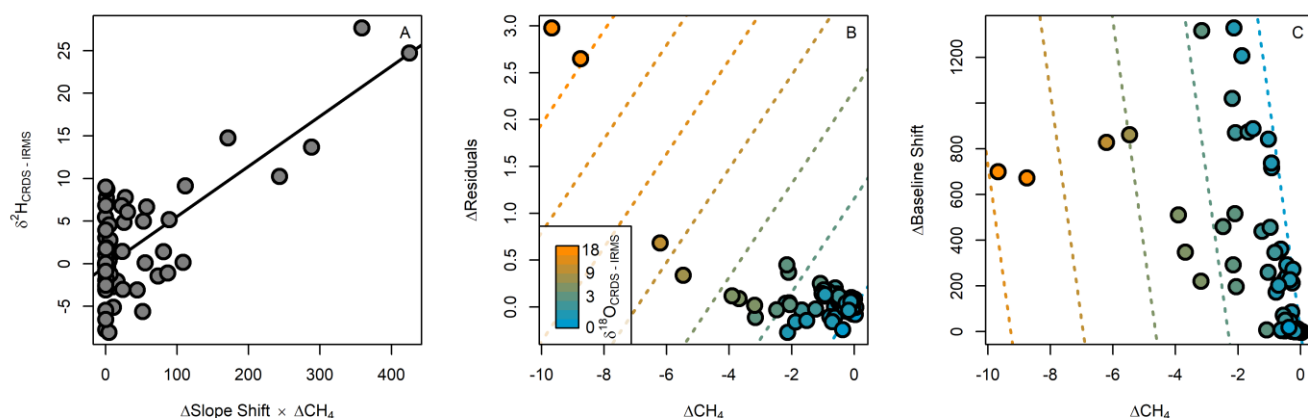 A
δ²H CRDS - IRMS
25
20
15
10
5
0
-5
0 100 200 300 400
ΔSlope Shift × ΔCH₄
B
ΔResiduals
3.0
2.5
2.0
1.5
1.0
0.5
0.0
18
9
3
0
δ¹⁸O CRDS - IRMS
-10 -8 -6 -4 -2 0
ΔCH₄
C
ΔBaseline Shift
1200
800
600
400
200
0
-10 -8 -6 -4 -2 0
ΔCH₄